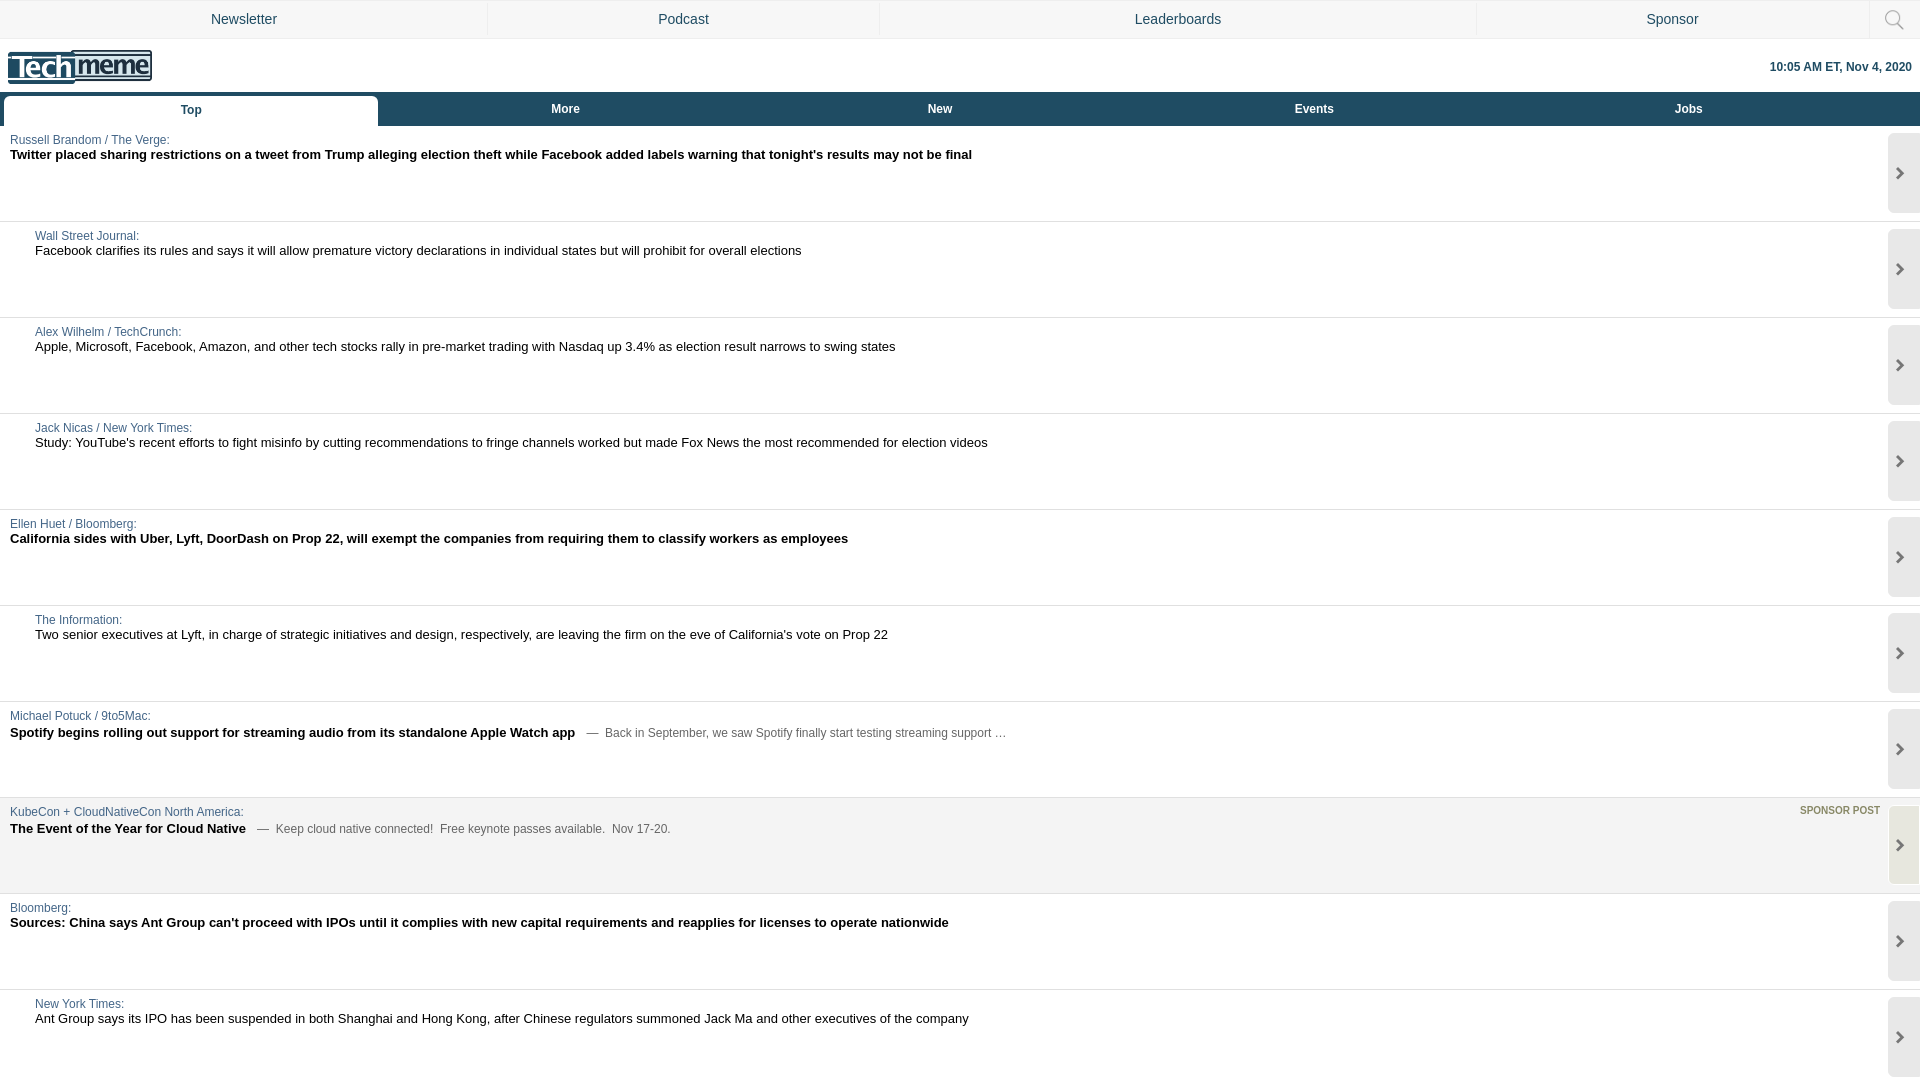 Newsletter Podcast Leaderboards Sponsor
Techmeme
10:05 AM ET, Nov 4, 2020
Top More New Events Jobs
Russell Brandom / The Verge:
Twitter placed sharing restrictions on a tweet from Trump alleging election theft while Facebook added labels warning that tonight's results may not be final
Wall Street Journal:
Facebook clarifies its rules and says it will allow premature victory declarations in individual states but will prohibit for overall elections
Alex Wilhelm / TechCrunch:
Apple, Microsoft, Facebook, Amazon, and other tech stocks rally in pre-market trading with Nasdaq up 3.4% as election result narrows to swing states
Jack Nicas / New York Times:
Study: YouTube's recent efforts to fight misinfo by cutting recommendations to fringe channels worked but made Fox News the most recommended for election videos
Ellen Huet / Bloomberg:
California sides with Uber, Lyft, DoorDash on Prop 22, will exempt the companies from requiring them to classify workers as employees
The Information:
Two senior executives at Lyft, in charge of strategic initiatives and design, respectively, are leaving the firm on the eve of California's vote on Prop 22
Michael Potuck / 9to5Mac:
Spotify begins rolling out support for streaming audio from its standalone Apple Watch app — Back in September, we saw Spotify finally start testing streaming support …
KubeCon + CloudNativeCon North America:
SPONSOR POST
The Event of the Year for Cloud Native — Keep cloud native connected! Free keynote passes available. Nov 17-20.
Bloomberg:
Sources: China says Ant Group can't proceed with IPOs until it complies with new capital requirements and reapplies for licenses to operate nationwide
New York Times:
Ant Group says its IPO has been suspended in both Shanghai and Hong Kong, after Chinese regulators summoned Jack Ma and other executives of the company